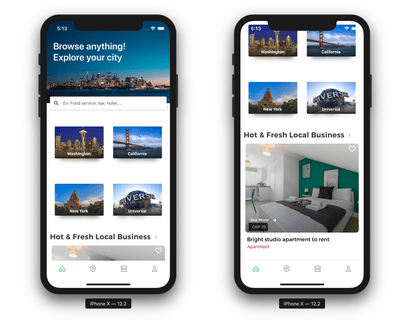 5:13
Browse anything!
Explore your city
Ex: Food service, bar, hotel,...
Washington
California
New York
UNIVERSAL
Universal
Hot & Fresh Local Business >
iPhone X — 12.2
5:13
Washington
California
New York
UNIVERSAL
Universal
Hot & Fresh Local Business >
See More →
Bright studio apartment to rent
Apartment
iPhone X — 12.2